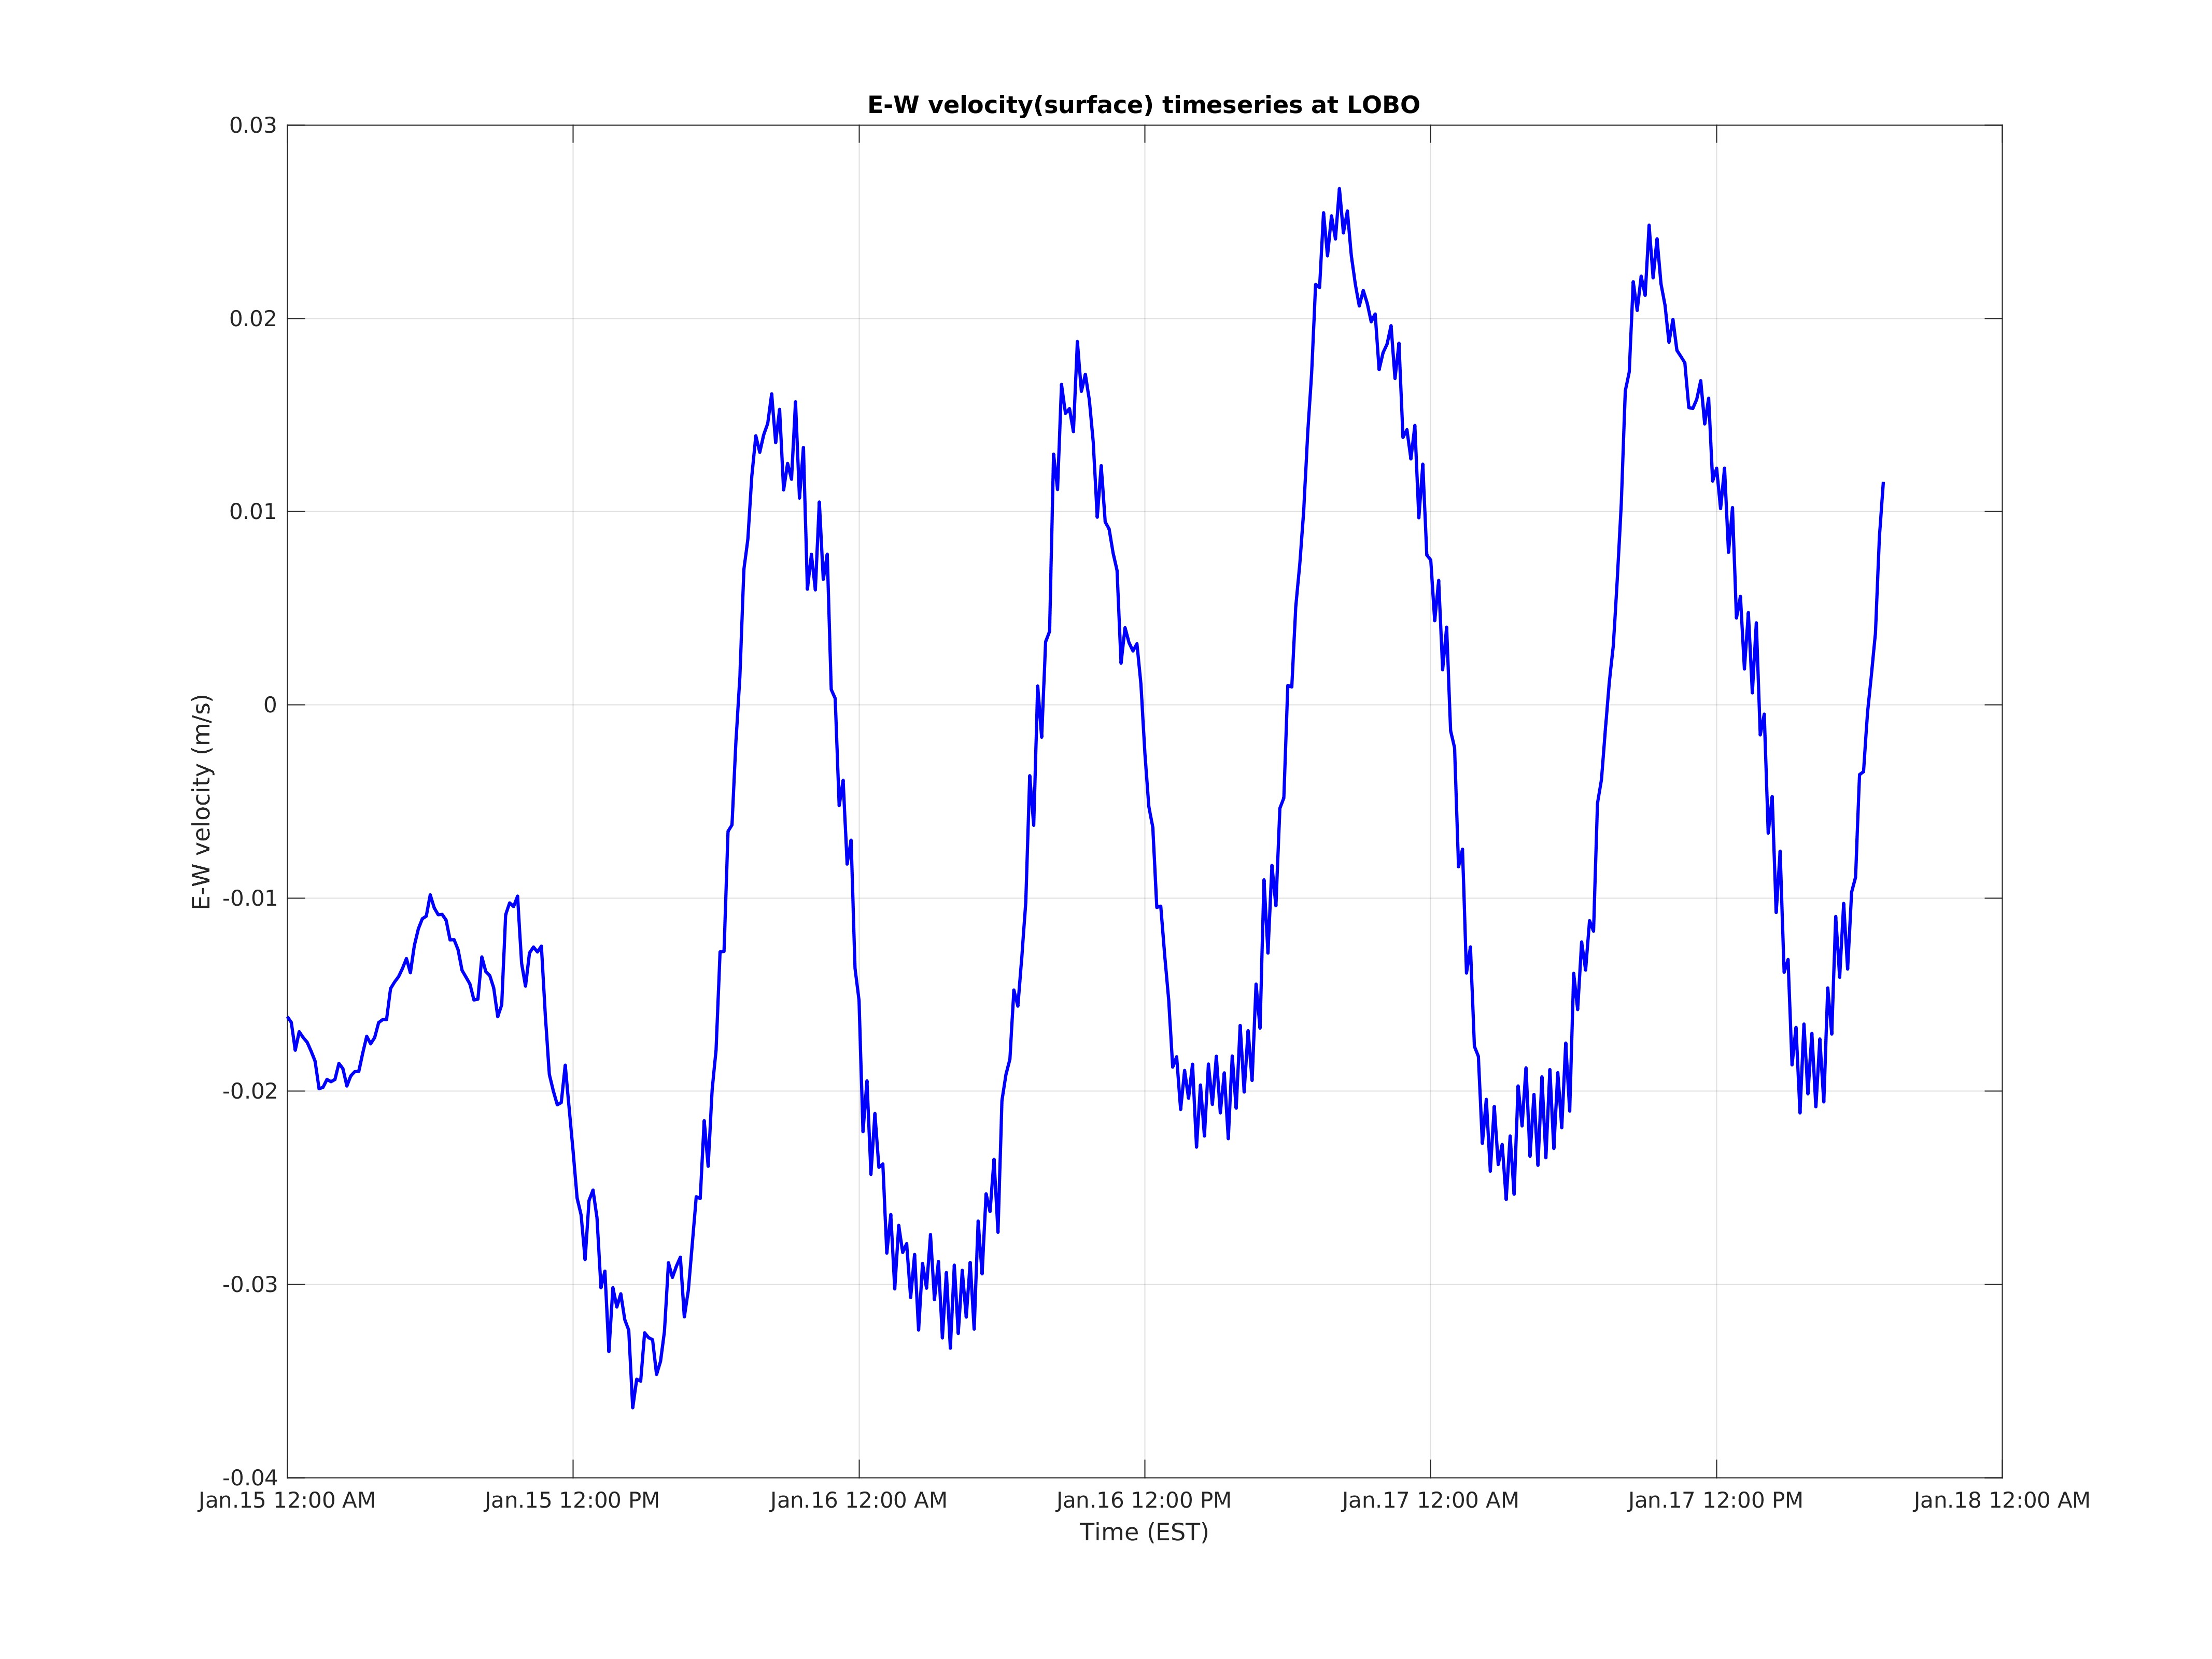 E-W velocity(surface) timeseries at LOBO
0.03
0.02
0.01
0
-0.01
-0.02
-0.03
-0.04
E-W velocity (m/s)
Jan.15 12:00 AM Jan.15 12:00 PM Jan.16 12:00 AM Jan.16 12:00 PM Jan.17 12:00 AM Jan.17 12:00 PM Jan.18 12:00 AM
Time (EST)